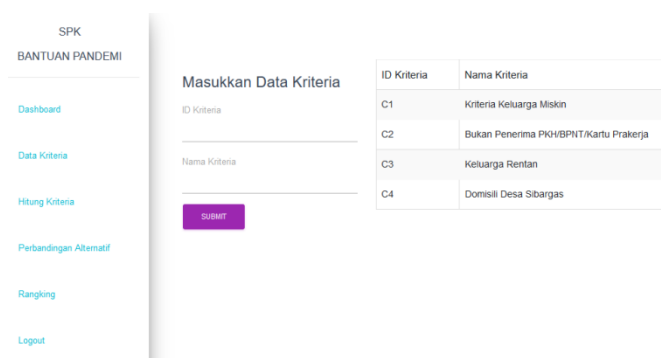 SPK
BANTUAN PANDEMI
Dashboard
Data Kriteria
Hitung Kriteria
Perbandingan Alternatif
Rangking
Logout
Masukkan Data Kriteria
ID Kriteria
Nama Kriteria
SUBMIT
ID Kriteria Nama Kriteria
C1 Kriteria Keluarga Miskin
C2 Bukan Penerima PKH/BPNT/Kartu Prakerja
C3 Keluarga Rentan
C4 Domisili Desa Sibargas